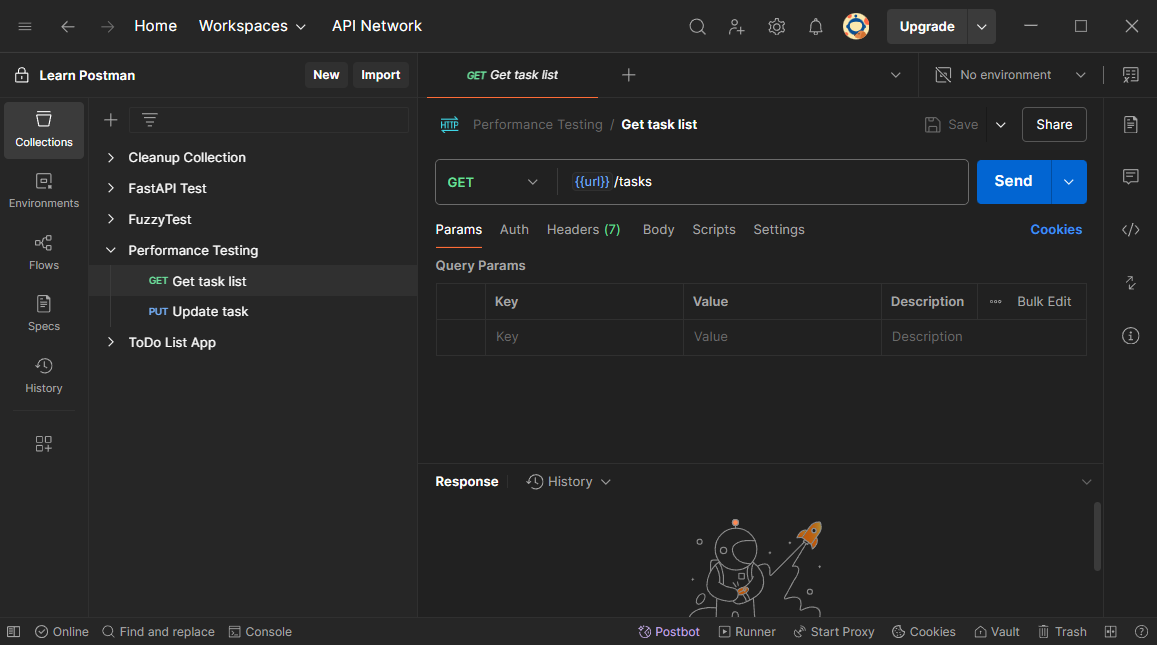 Home Workspaces API Network Upgrade
Learn Postman New Import GET Get task list No environment
Collections
Environments
Flows
Specs
History
Cleanup Collection
FastAPI Test
FuzzyTest
Performance Testing
GET Get task list
PUT Update task
ToDo List App
HTTP Performance Testing / Get task list Save Share
GET {{url}} /tasks Send
Params Auth Headers (7) Body Scripts Settings Cookies
Query Params
Key Value Description Bulk Edit
Key Value Description
Response History
Online Find and replace Console Postbot Runner Start Proxy Cookies Vault Trash